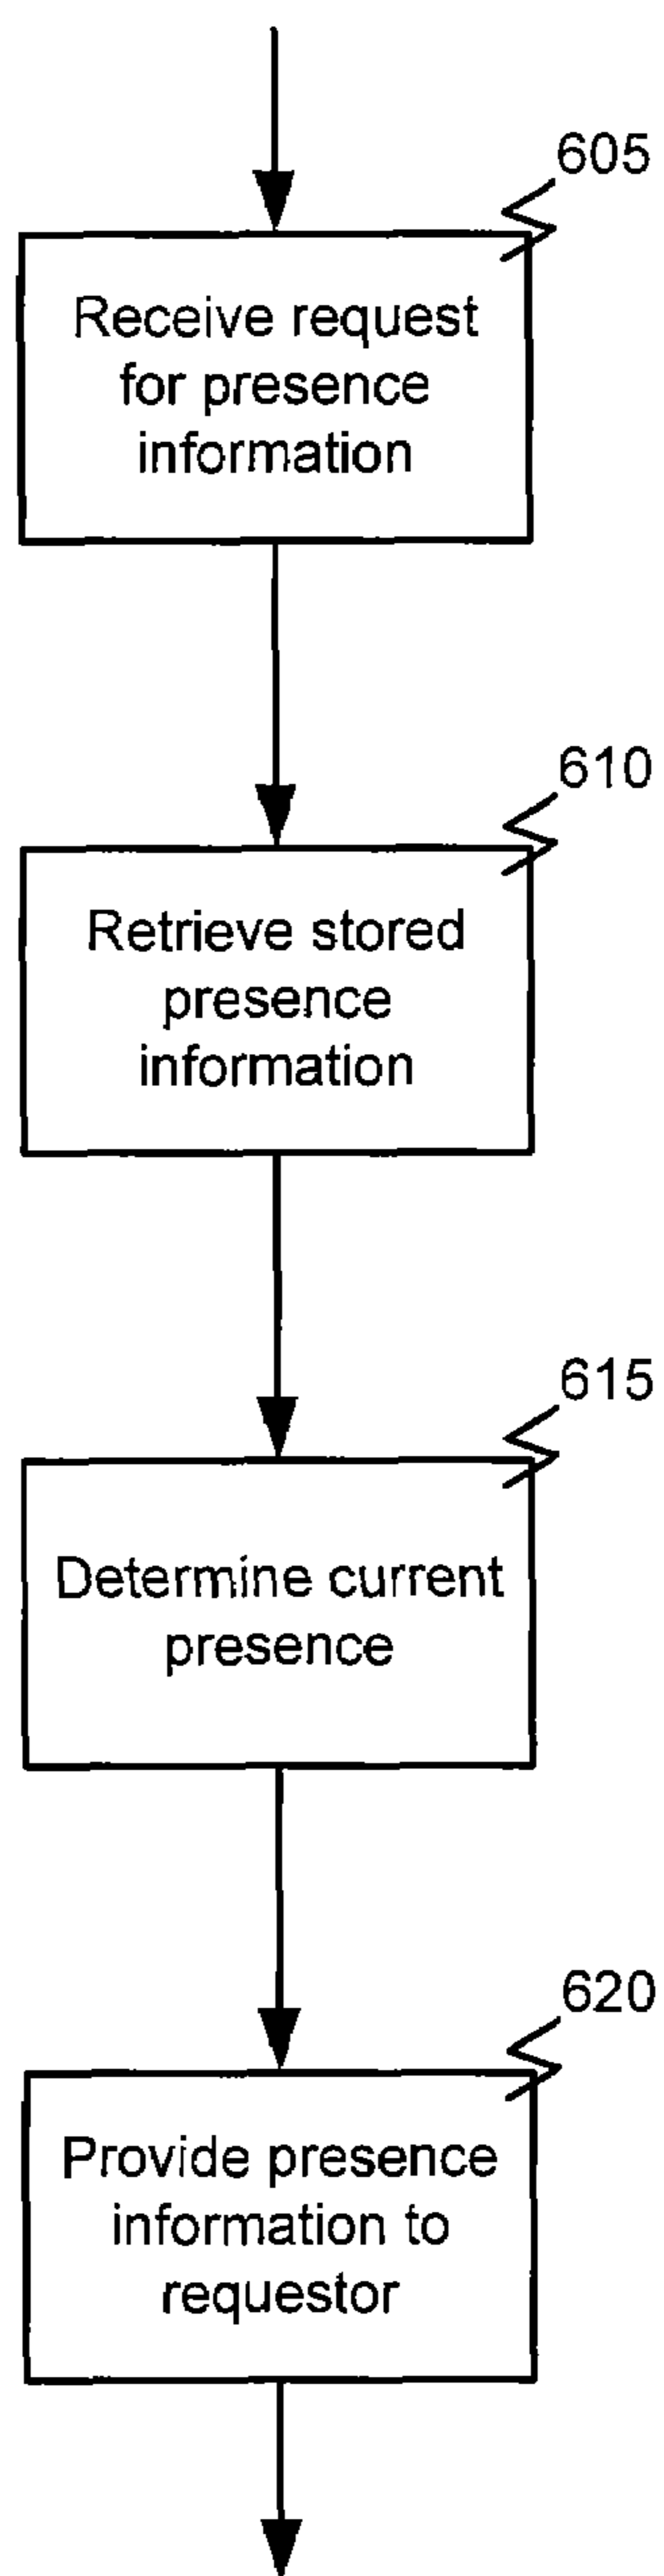 605
Receive request
for presence
information
610
Retrieve stored
presence
information
615
Determine current
presence
620
Provide presence
information to
requestor